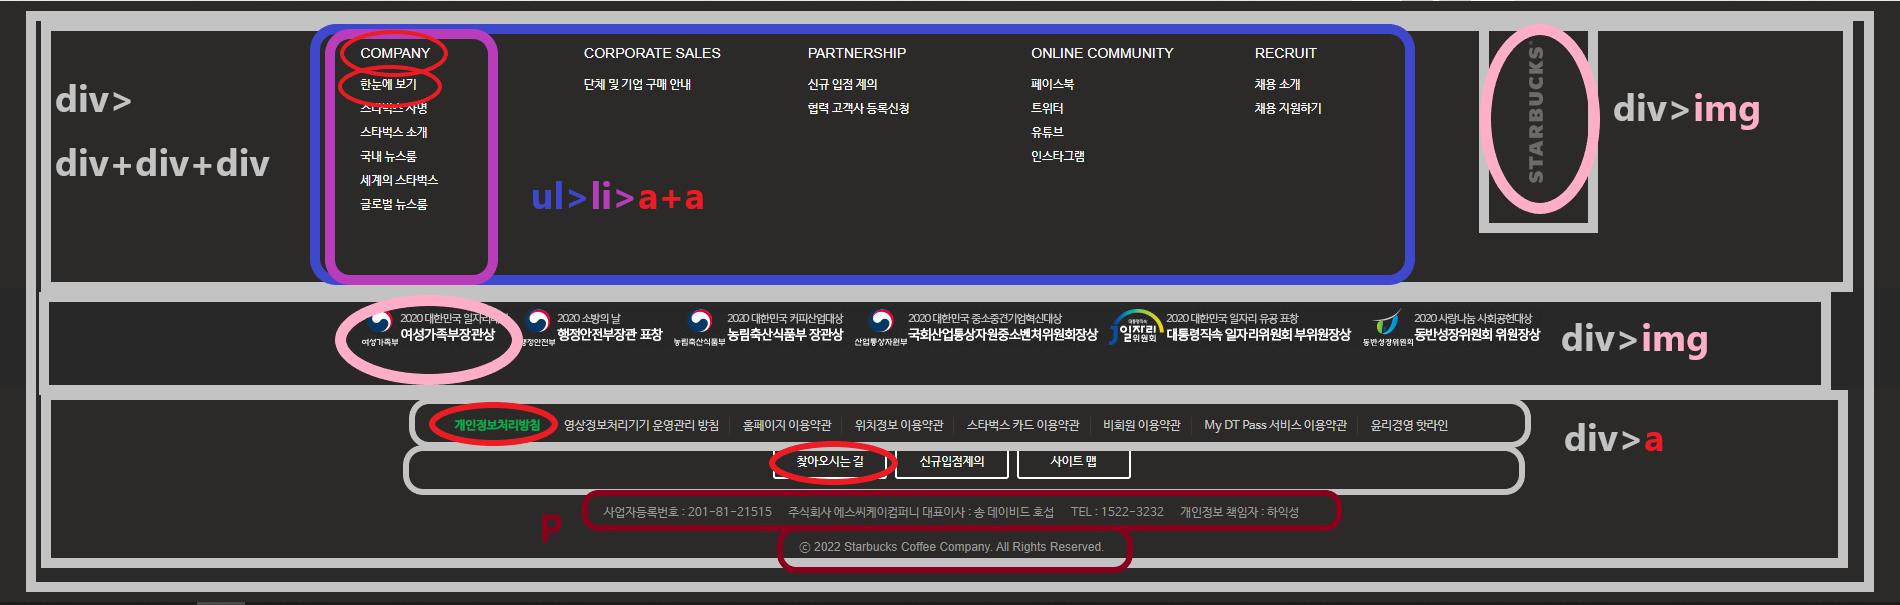 COMPANY
한눈에 보기
스타벅스 사명
스타벅스 소개
국내 뉴스룸
세계의 스타벅스
글로벌 뉴스룸
CORPORATE SALES
단체 및 기업 구매 안내
PARTNERSHIP
신규 입점 제의
협력 고객사 등록신청
ONLINE COMMUNITY
페이스북
트위터
유튜브
인스타그램
RECRUIT
채용 소개
채용 지원하기
STARBUCKS
div>
div+div+div
ul>li>a+a
div>img
여성가족부
2020 대한민국 일자리
여성가족부장관상
행정안전부
2020 소방의 날
행정안전부장관 표창
농림축산식품부
2020 대한민국 커피산업대상
농림축산식품부 장관상
산업통상자원부
2020 대한민국 중소중견기업혁신대상
국회산업통상자원중소벤처위원회장상
대통령직속
일자리
위원회
2020 대한민국 일자리 유공 표창
대통령직속 일자리위원회 부위원장상
동반성장위원회
2020 사랑나눔 사회공헌대상
동반성장위원회 위원장상
div>img
개인정보처리방침 영상정보처리기기 운영관리 방침 홈페이지 이용약관 위치정보 이용약관 스타벅스 카드 이용약관 비회원 이용약관 My DT Pass 서비스 이용약관 윤리경영 핫라인
div>a
찾아오시는 길 신규입점제의 사이트 맵
P
사업자등록번호 : 201-81-21515 주식회사 에스씨케이컴퍼니 대표이사 : 송 데이비드 호섭 TEL : 1522-3232 개인정보 책임자 : 하익성
ⓒ 2022 Starbucks Coffee Company. All Rights Reserved.